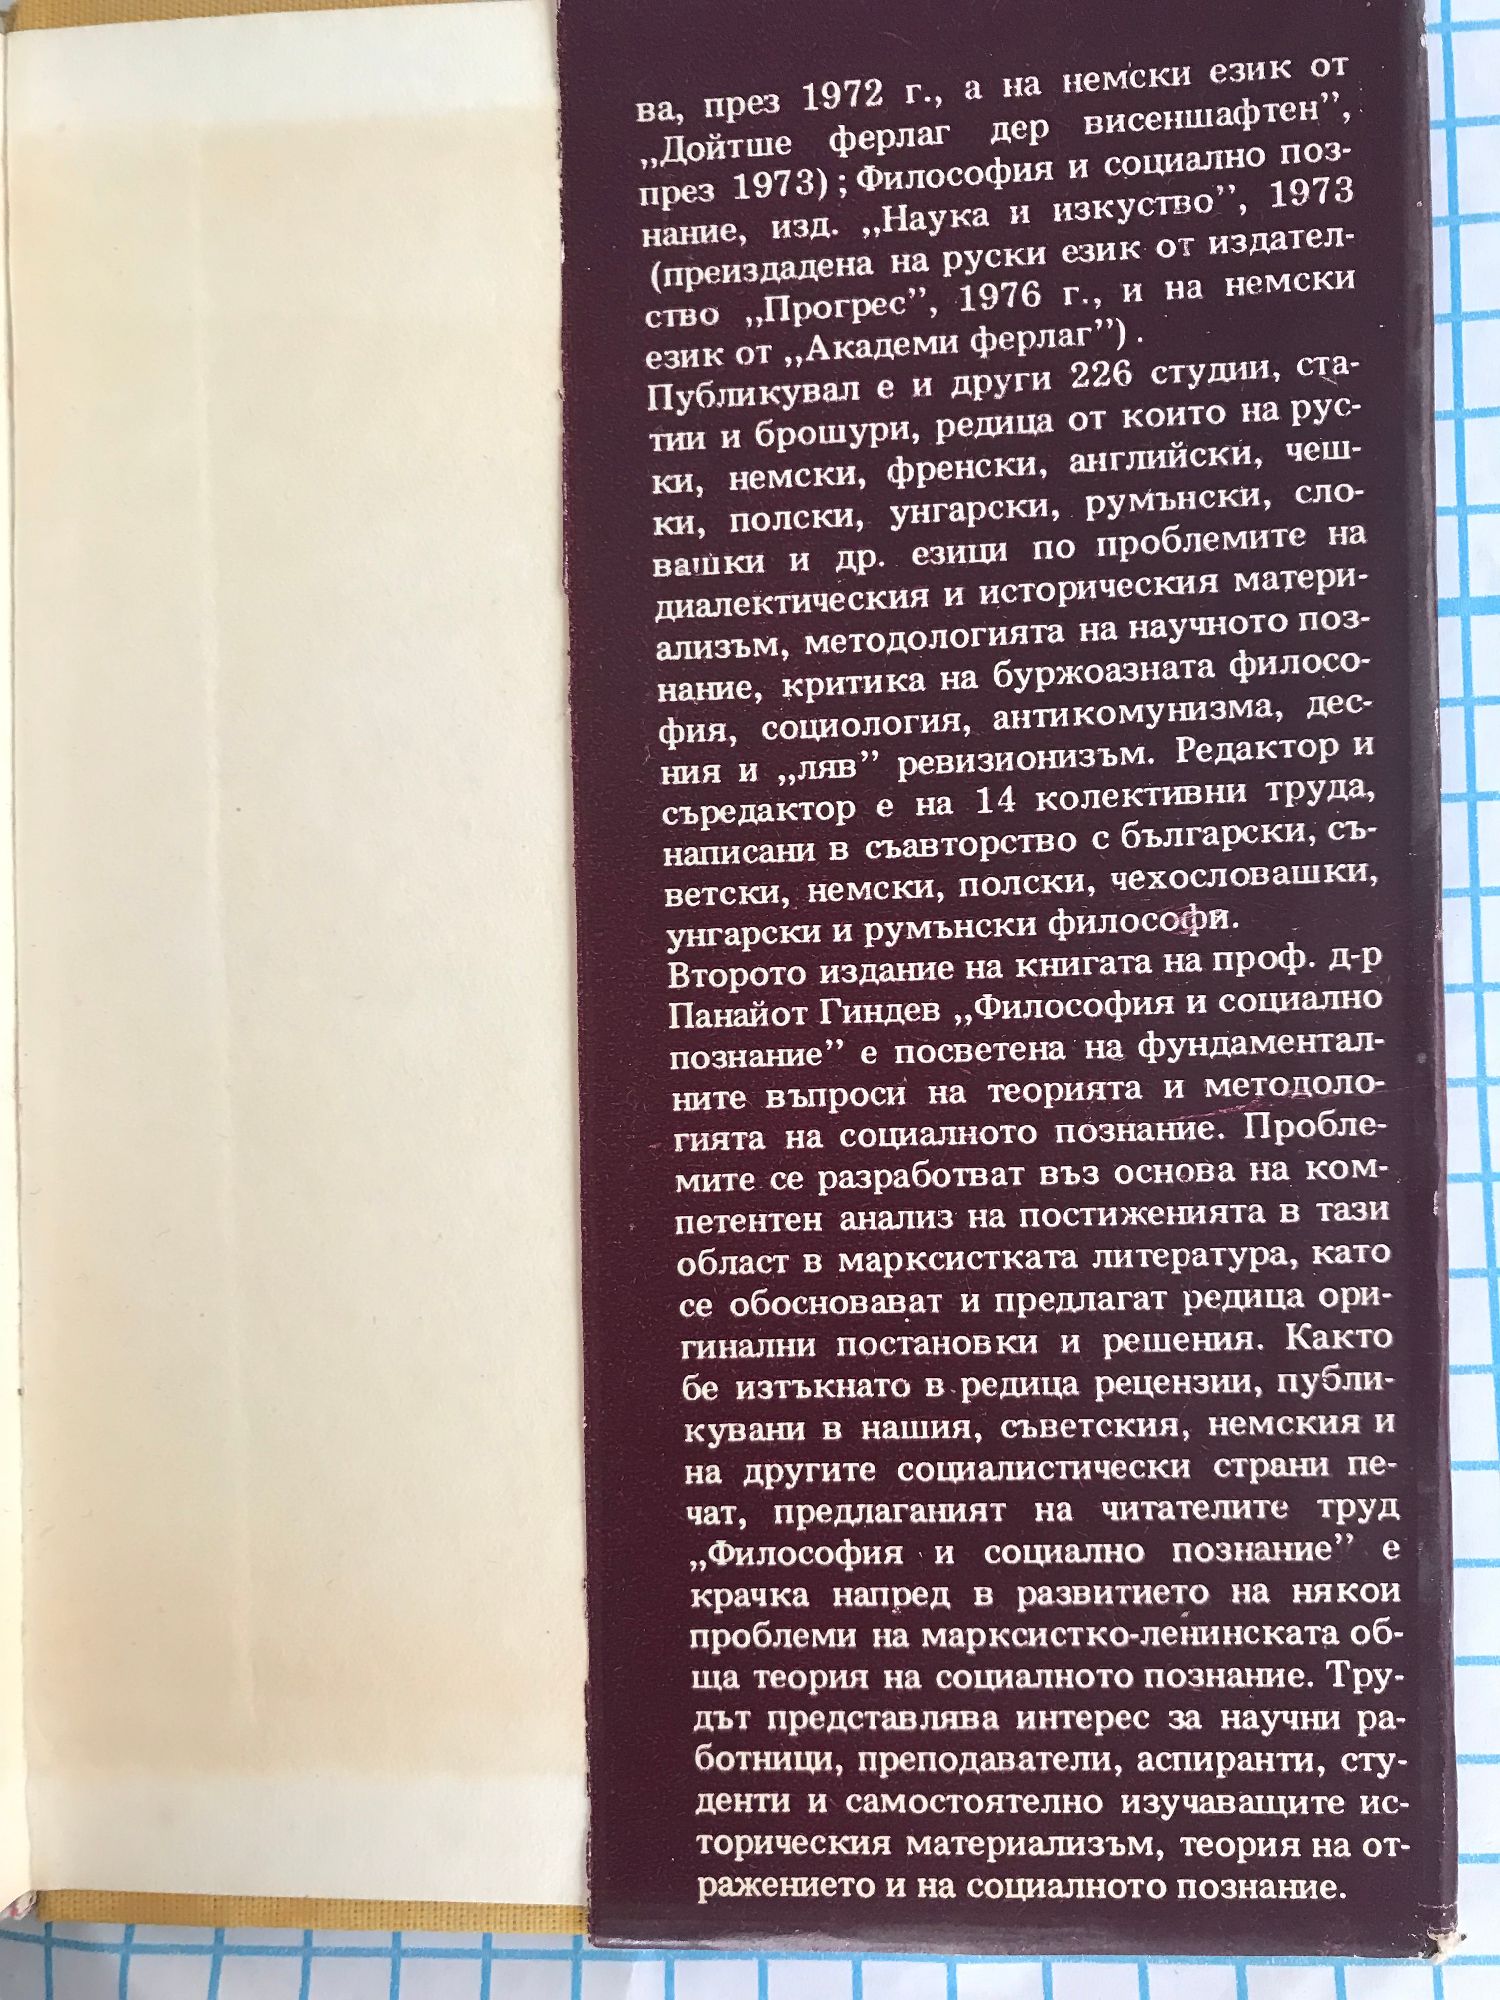 ва, през 1972 г., а на немски език от
„Дойтше ферлаг дер висеншафтен”,
през 1973) ; Философия и социално поз-
нание, изд. „Наука и изкуство”, 1973
(преиздадена на руски език от издател-
ство „Прогрес”, 1976 г., и на немски
език от „Академи ферлаг”) .
Публикувал е и други 226 студии, ста-
тии и брошури, редица от които на рус-
ки, немски, френски, английски, чеш-
ки, полски, унгарски, румънски, сло-
вашки и др. езици по проблемите на
диалектическия и историческия матери-
ализъм, методологията на научното поз-
нание, критика на буржоазната филосо-
фия, социология, антикомунизма, дес-
ния и „ляв” ревизионизъм. Редактор и
съредактор е на 14 колективни труда,
написани в съавторство с български, съ-
ветски, немски, полски, чехословашки,
унгарски и румънски философи.
Второто издание на книгата на проф. д-р
Панайот Гиндев „Философия и социално
познание” е посветена на фундаментал-
ните въпроси на теорията и методоло-
гията на социалното познание. Пробле-
мите се разработват въз основа на ком-
петентен анализ на постиженията в тази
област в марксистката литература, като
се обосновават и предлагат редица ори-
гинални постановки и решения. Както
бе изтъкнато в редица рецензии, публи-
кувани в нашия, съветския, немския и
на другите социалистически страни пе-
чат, предлаганият на читателите труд
„Философия и социално познание” е
крачка напред в развитието на някои
проблеми на марксистко-ленинската об-
ща теория на социалното познание. Тру-
дът представлява интерес за научни ра-
ботници, преподаватели, аспиранти, сту-
денти и самостоятелно изучаващите ис-
торическия материализъм, теория на от-
ражението и на социалното познание.